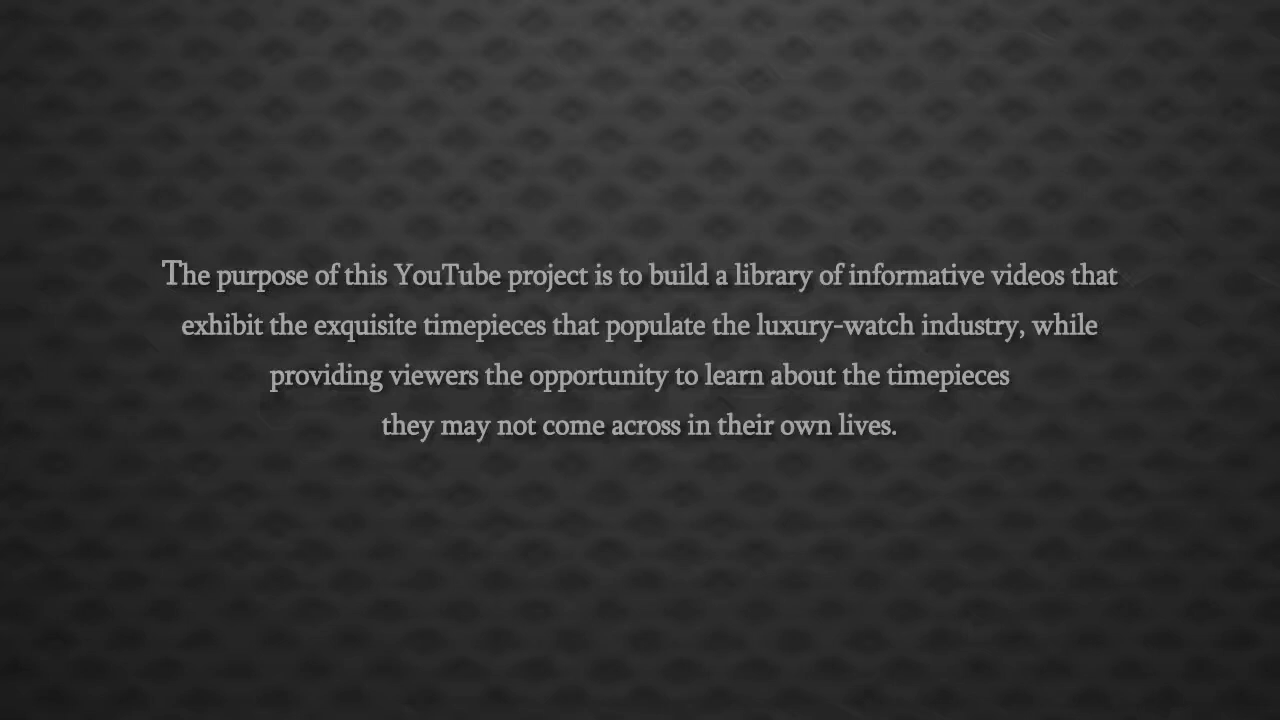 The purpose of this YouTube project is to build a library of informative videos that
exhibit the exquisite timepieces that populate the luxury-watch industry, while
providing viewers the opportunity to learn about the timepieces
they may not come across in their own lives.